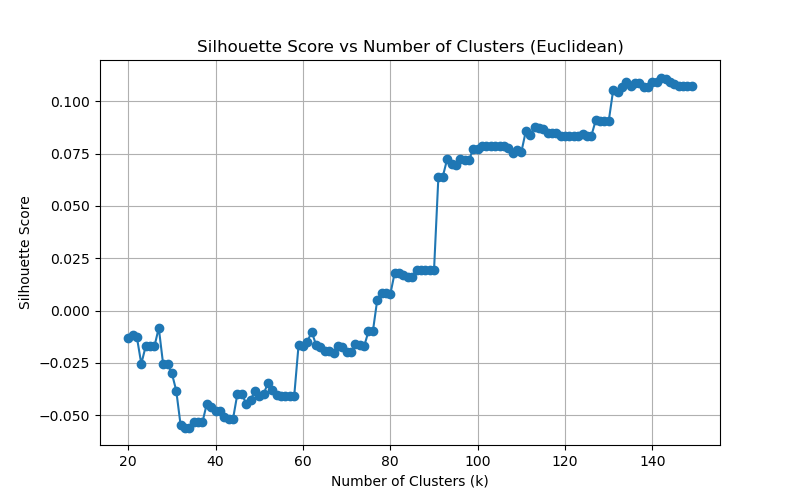 Silhouette Score vs Number of Clusters (Euclidean)
Silhouette Score
0.100
0.075
0.050
0.025
0.000
−0.025
−0.050
20 40 60 80 100 120 140
Number of Clusters (k)